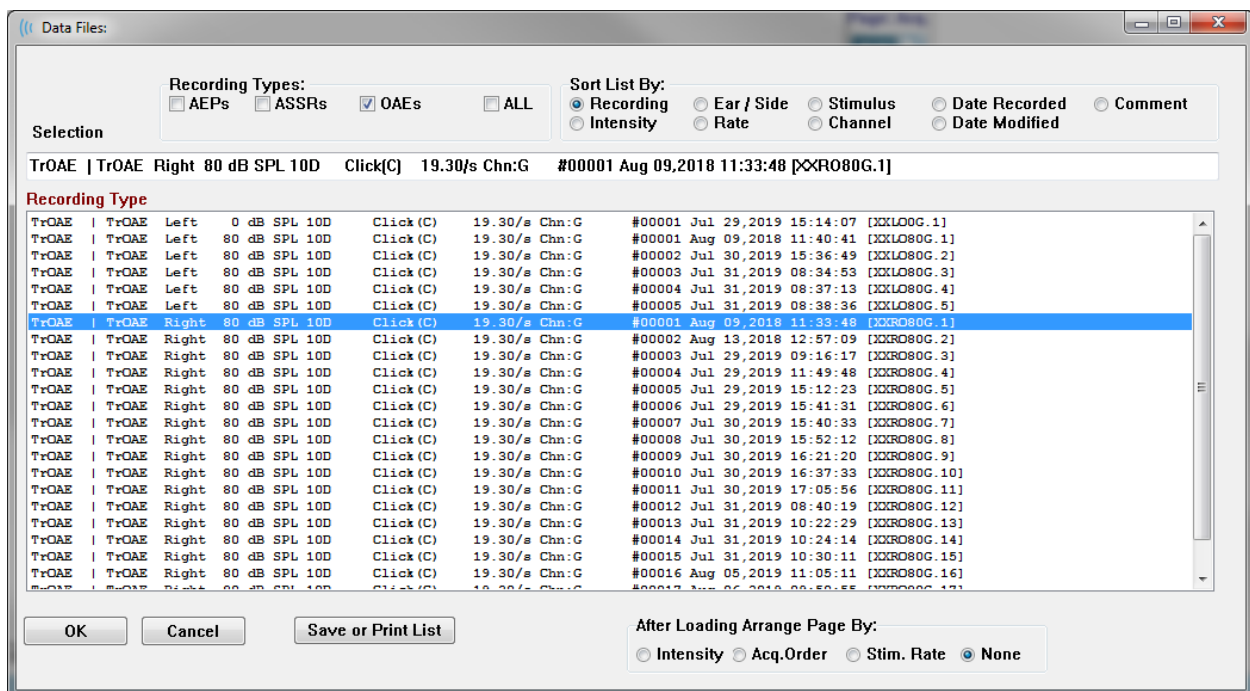 Data Files:
Recording Types:
AEPs ASSRs OAEs ALL
Sort List By:
Recording Ear / Side Stimulus Date Recorded Comment
Intensity Rate Channel Date Modified
Selection
TrOAE | TrOAE Right 80 dB SPL 10D Click(C) 19.30/s Chn:G #00001 Aug 09,2018 11:33:48 [XXRO80G.1]
Recording Type
TrOAE | TrOAE Left 0 dB SPL 10D Click(C) 19.30/s Chn:G #00001 Jul 29,2019 15:14:07 [XXLO0G.1]
TrOAE | TrOAE Left 80 dB SPL 10D Click(C) 19.30/s Chn:G #00001 Aug 09,2018 11:40:41 [XXLO80G.1]
TrOAE | TrOAE Left 80 dB SPL 10D Click(C) 19.30/s Chn:G #00002 Jul 30,2019 15:36:49 [XXLO80G.2]
TrOAE | TrOAE Left 80 dB SPL 10D Click(C) 19.30/s Chn:G #00003 Jul 31,2019 08:34:53 [XXLO80G.3]
TrOAE | TrOAE Left 80 dB SPL 10D Click(C) 19.30/s Chn:G #00004 Jul 31,2019 08:37:13 [XXLO80G.4]
TrOAE | TrOAE Left 80 dB SPL 10D Click(C) 19.30/s Chn:G #00005 Jul 31,2019 08:38:36 [XXLO80G.5]
TrOAE | TrOAE Right 80 dB SPL 10D Click(C) 19.30/s Chn:G #00001 Aug 09,2018 11:33:48 [XXRO80G.1]
TrOAE | TrOAE Right 80 dB SPL 10D Click(C) 19.30/s Chn:G #00002 Aug 13,2018 12:57:09 [XXRO80G.2]
TrOAE | TrOAE Right 80 dB SPL 10D Click(C) 19.30/s Chn:G #00003 Jul 29,2019 09:16:17 [XXRO80G.3]
TrOAE | TrOAE Right 80 dB SPL 10D Click(C) 19.30/s Chn:G #00004 Jul 29,2019 11:49:48 [XXRO80G.4]
TrOAE | TrOAE Right 80 dB SPL 10D Click(C) 19.30/s Chn:G #00005 Jul 29,2019 15:12:23 [XXRO80G.5]
TrOAE | TrOAE Right 80 dB SPL 10D Click(C) 19.30/s Chn:G #00006 Jul 29,2019 15:41:31 [XXRO80G.6]
TrOAE | TrOAE Right 80 dB SPL 10D Click(C) 19.30/s Chn:G #00007 Jul 30,2019 15:40:33 [XXRO80G.7]
TrOAE | TrOAE Right 80 dB SPL 10D Click(C) 19.30/s Chn:G #00008 Jul 30,2019 15:52:12 [XXRO80G.8]
TrOAE | TrOAE Right 80 dB SPL 10D Click(C) 19.30/s Chn:G #00009 Jul 30,2019 16:21:20 [XXRO80G.9]
TrOAE | TrOAE Right 80 dB SPL 10D Click(C) 19.30/s Chn:G #00010 Jul 30,2019 16:37:33 [XXRO80G.10]
TrOAE | TrOAE Right 80 dB SPL 10D Click(C) 19.30/s Chn:G #00011 Jul 30,2019 17:05:56 [XXRO80G.11]
TrOAE | TrOAE Right 80 dB SPL 10D Click(C) 19.30/s Chn:G #00012 Jul 31,2019 08:40:19 [XXRO80G.12]
TrOAE | TrOAE Right 80 dB SPL 10D Click(C) 19.30/s Chn:G #00013 Jul 31,2019 10:22:29 [XXRO80G.13]
TrOAE | TrOAE Right 80 dB SPL 10D Click(C) 19.30/s Chn:G #00014 Jul 31,2019 10:24:14 [XXRO80G.14]
TrOAE | TrOAE Right 80 dB SPL 10D Click(C) 19.30/s Chn:G #00015 Jul 31,2019 10:30:11 [XXRO80G.15]
TrOAE | TrOAE Right 80 dB SPL 10D Click(C) 19.30/s Chn:G #00016 Aug 05,2019 11:05:11 [XXRO80G.16]
OK Cancel Save or Print List
After Loading Arrange Page By:
Intensity Acq.Order Stim. Rate None